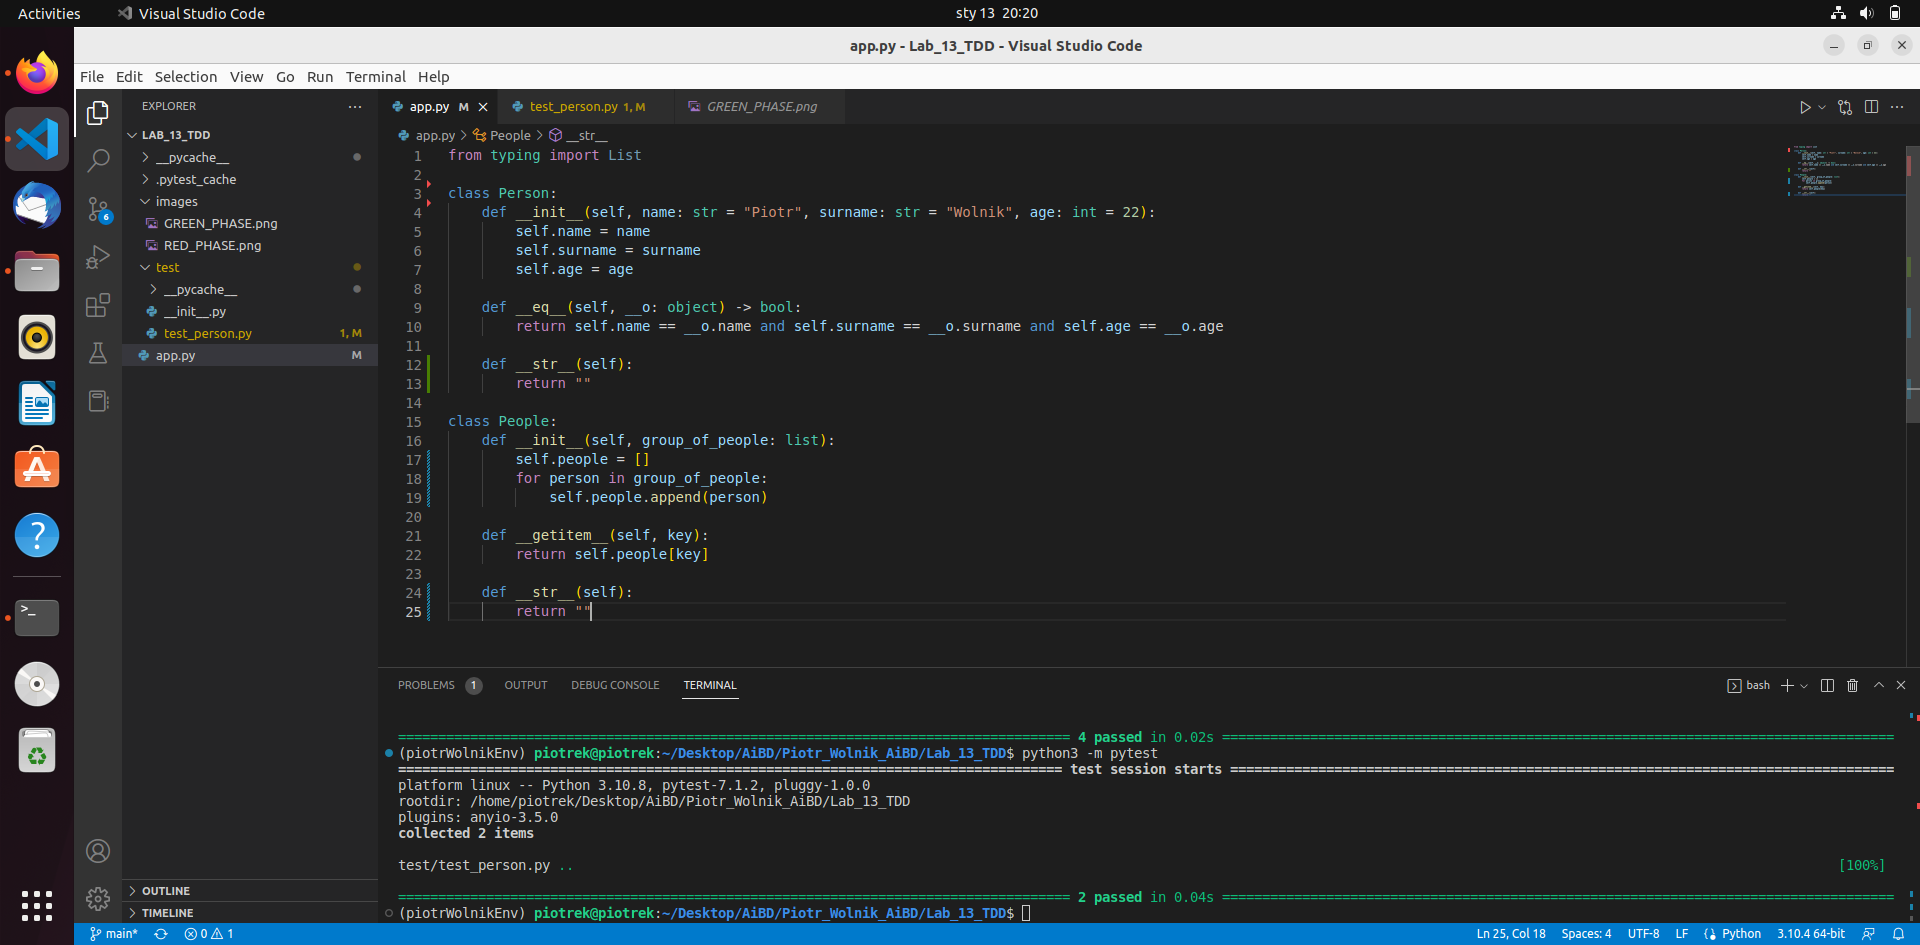 Activities
Visual Studio Code
sty 13 20:20
app.py - Lab_13_TDD - Visual Studio Code
File Edit Selection View Go Run Terminal Help
EXPLORER
LAB_13_TDD
__pycache__
.pytest_cache
images
GREEN_PHASE.png
RED_PHASE.png
test
__pycache__
__init__.py
test_person.py 1, M
app.py M
OUTLINE
TIMELINE
6
app.py M
test_person.py 1, M
GREEN_PHASE.png
app.py > People > __str__
1 from typing import List
2
3 class Person:
4     def __init__(self, name: str = "Piotr", surname: str = "Wolnik", age: int = 22):
5         self.name = name
6         self.surname = surname
7         self.age = age
8
9     def __eq__(self, __o: object) -> bool:
10         return self.name == __o.name and self.surname == __o.surname and self.age == __o.age
11
12     def __str__(self):
13         return ""
14
15 class People:
16     def __init__(self, group_of_people: list):
17         self.people = []
18         for person in group_of_people:
19             self.people.append(person)
20
21     def __getitem__(self, key):
22         return self.people[key]
23
24     def __str__(self):
25         return ""
PROBLEMS 1 OUTPUT DEBUG CONSOLE TERMINAL
bash
4 passed in 0.02s
(piotrWolnikEnv) piotrek@piotrek:~/Desktop/AiBD/Piotr_Wolnik_AiBD/Lab_13_TDD$ python3 -m pytest
test session starts
platform linux -- Python 3.10.8, pytest-7.1.2, pluggy-1.0.0
rootdir: /home/piotrek/Desktop/AiBD/Piotr_Wolnik_AiBD/Lab_13_TDD
plugins: anyio-3.5.0
collected 2 items
test/test_person.py .. [100%]
2 passed in 0.04s
(piotrWolnikEnv) piotrek@piotrek:~/Desktop/AiBD/Piotr_Wolnik_AiBD/Lab_13_TDD$
main* 0 1 Ln 25, Col 18 Spaces: 4 UTF-8 LF Python 3.10.4 64-bit